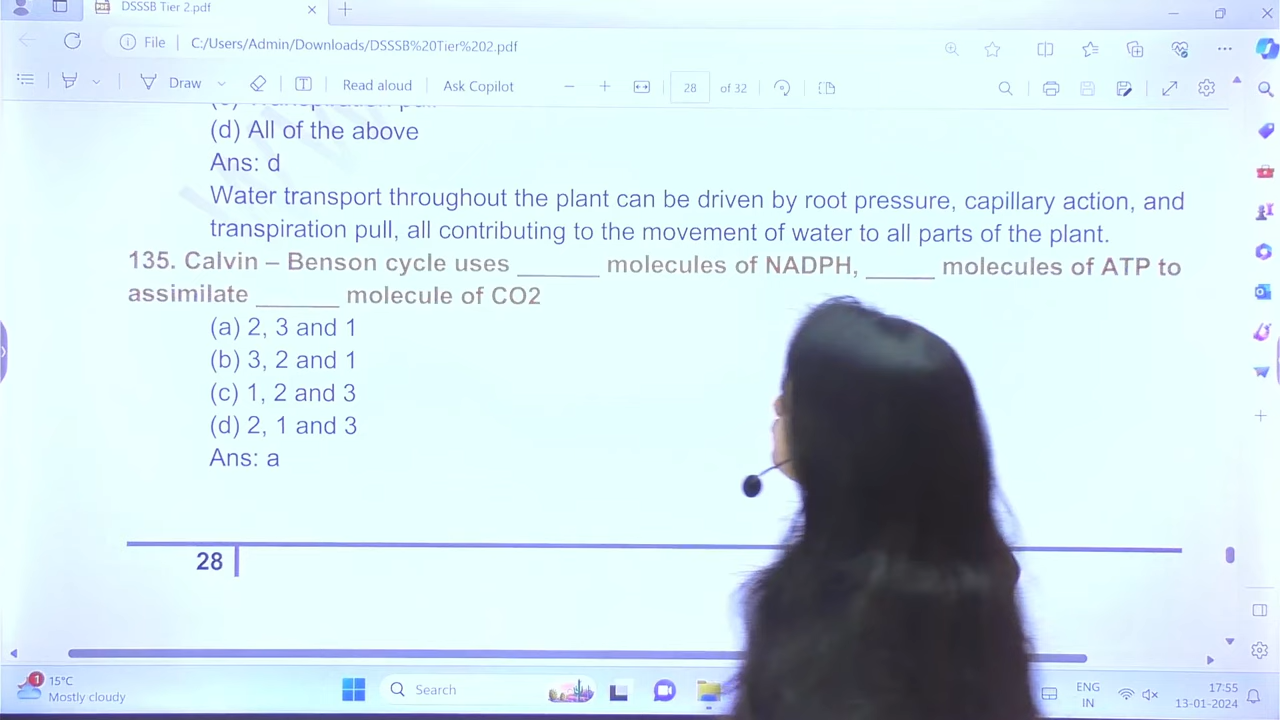 DSSSB Tier 2.pdf
File
C:/Users/Admin/Downloads/DSSSB%20Tier%202.pdf
Draw
Read aloud
Ask Copilot
28 of 32
(d) All of the above
Ans: d
Water transport throughout the plant can be driven by root pressure, capillary action, and
transpiration pull, all contributing to the movement of water to all parts of the plant.
135. Calvin – Benson cycle uses ______ molecules of NADPH, _____ molecules of ATP to
assimilate ______ molecule of CO2
(a) 2, 3 and 1
(b) 3, 2 and 1
(c) 1, 2 and 3
(d) 2, 1 and 3
Ans: a
28
1
15°C
Mostly cloudy
Search
ENG
IN
17:55
13-01-2024